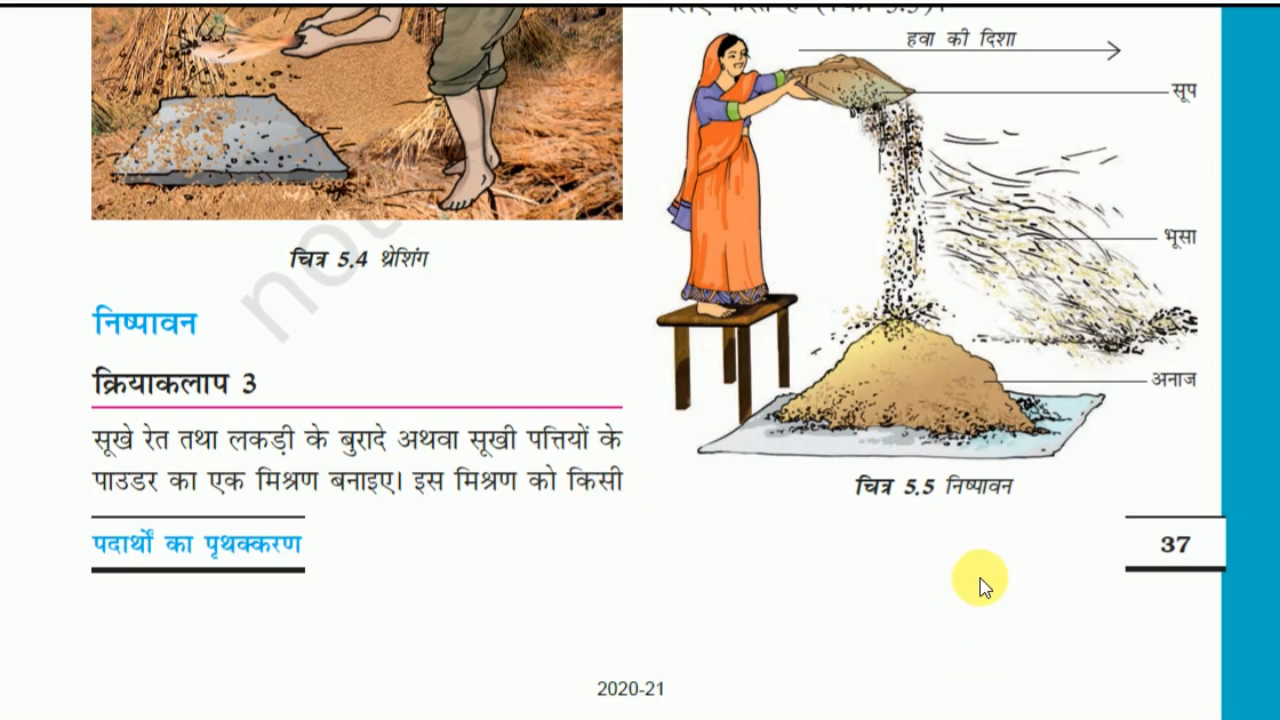 चित्र 5.4 थ्रेशिंग
निष्पावन
क्रियाकलाप 3
सूखे रेत तथा लकड़ी के बुरादे अथवा सूखी पत्तियों के
पाउडर का एक मिश्रण बनाइए। इस मिश्रण को किसी
हवा की दिशा
सूप
भूसा
अनाज
चित्र 5.5 निष्पावन
पदार्थों का पृथक्करण
37
2020-21